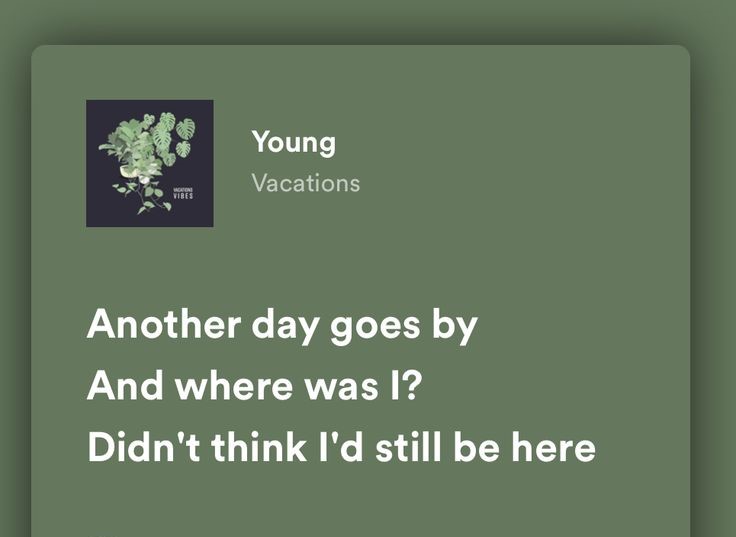 VACATIONS
VIBES
Young
Vacations
Another day goes by
And where was I?
Didn't think I'd still be here